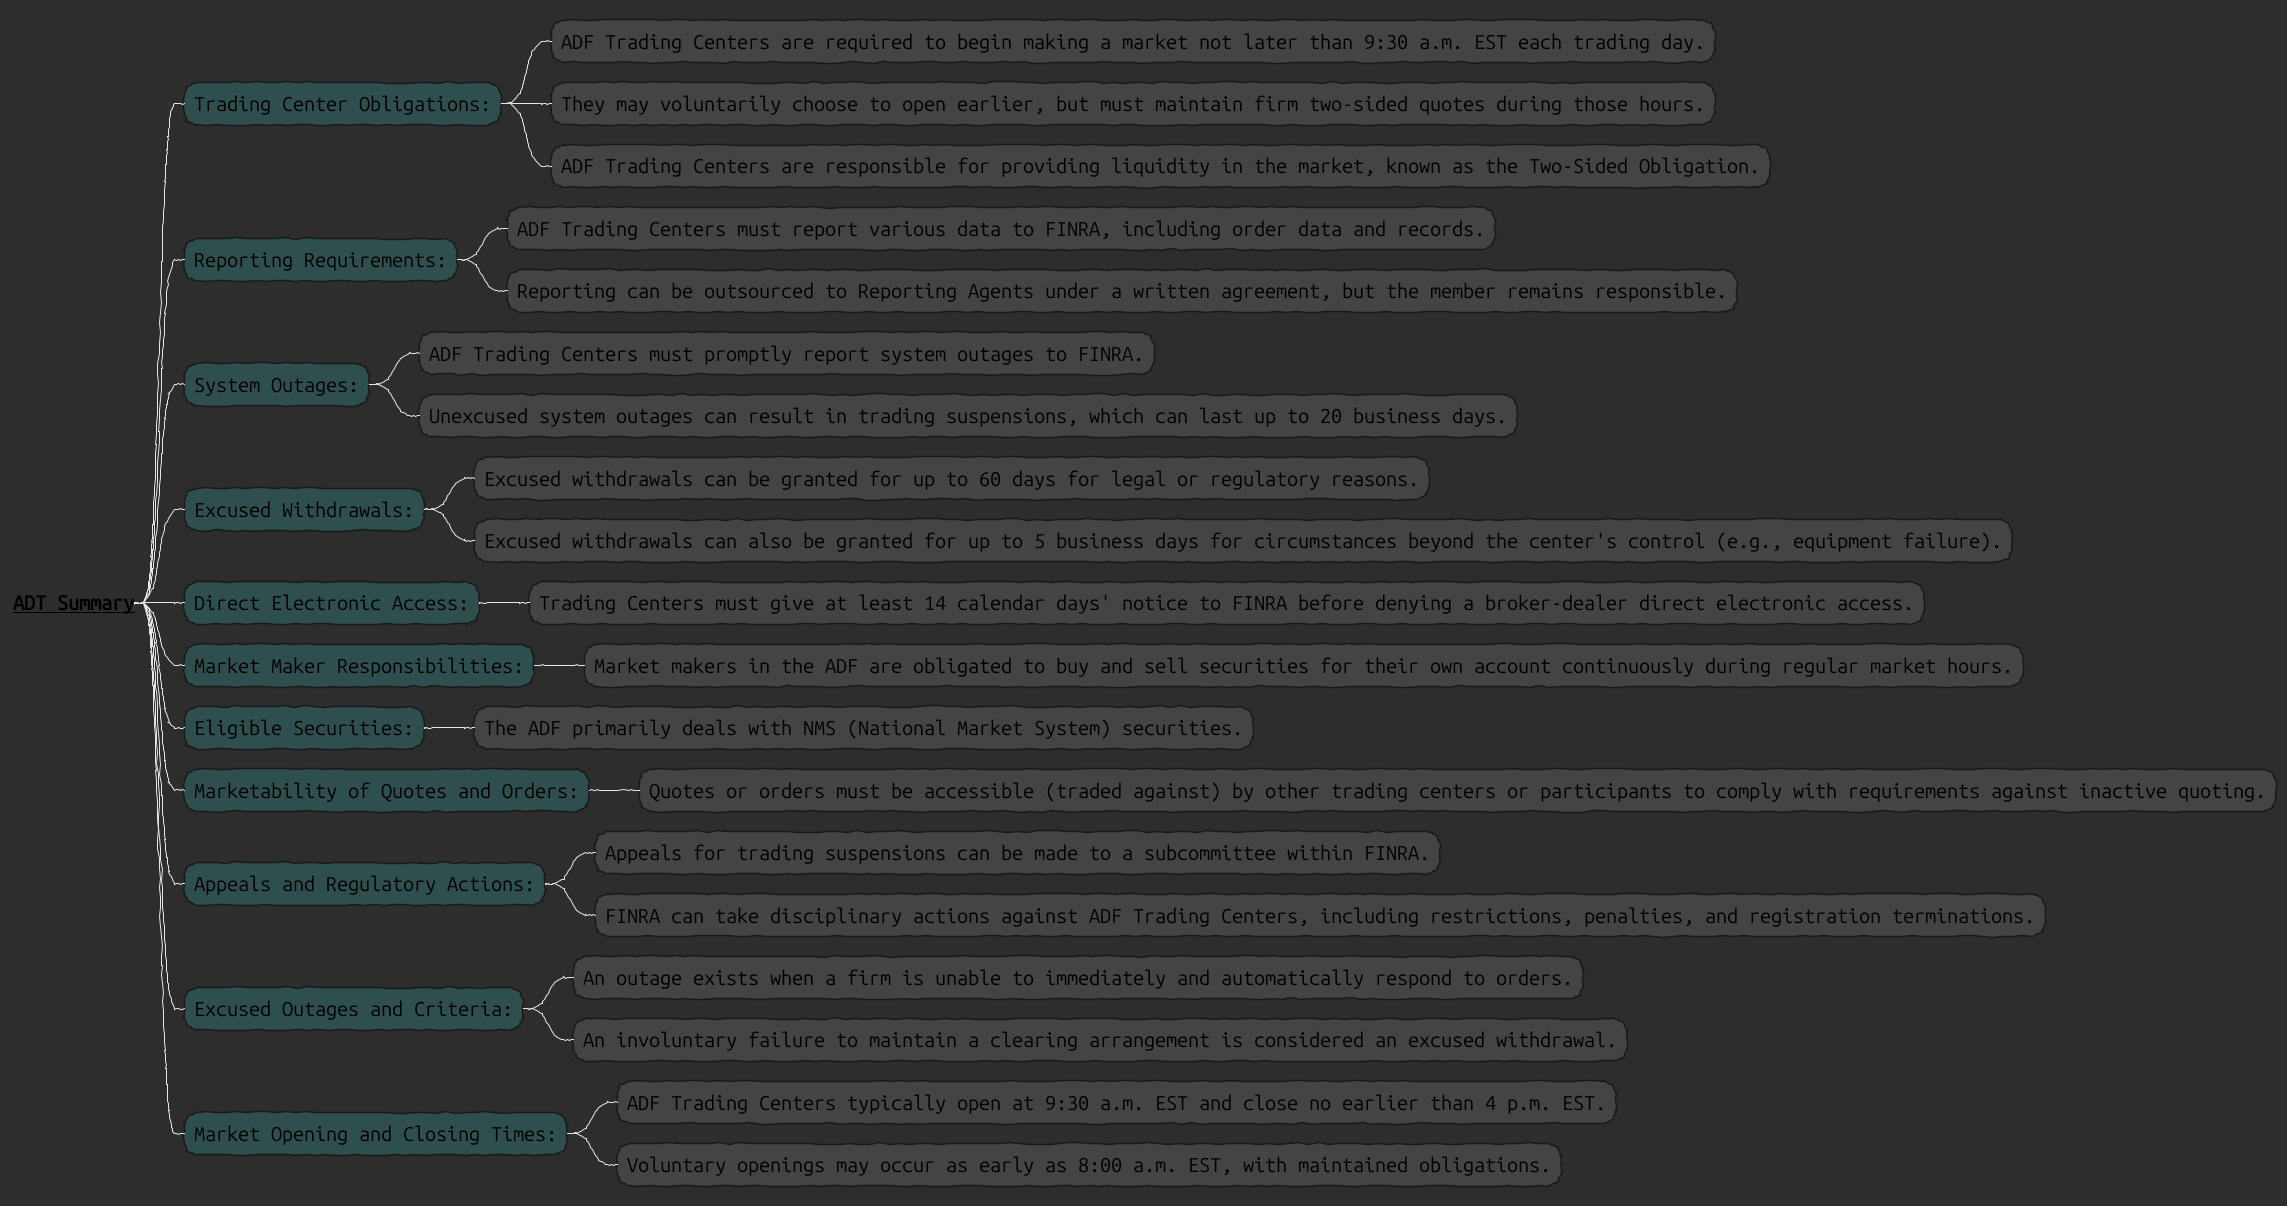 ADT Summary
Trading Center Obligations:
ADF Trading Centers are required to begin making a market not later than 9:30 a.m. EST each trading day.
They may voluntarily choose to open earlier, but must maintain firm two-sided quotes during those hours.
ADF Trading Centers are responsible for providing liquidity in the market, known as the Two-Sided Obligation.
Reporting Requirements:
ADF Trading Centers must report various data to FINRA, including order data and records.
Reporting can be outsourced to Reporting Agents under a written agreement, but the member remains responsible.
System Outages:
ADF Trading Centers must promptly report system outages to FINRA.
Unexcused system outages can result in trading suspensions, which can last up to 20 business days.
Excused Withdrawals:
Excused withdrawals can be granted for up to 60 days for legal or regulatory reasons.
Excused withdrawals can also be granted for up to 5 business days for circumstances beyond the center's control (e.g., equipment failure).
Direct Electronic Access:
Trading Centers must give at least 14 calendar days' notice to FINRA before denying a broker-dealer direct electronic access.
Market Maker Responsibilities:
Market makers in the ADF are obligated to buy and sell securities for their own account continuously during regular market hours.
Eligible Securities:
The ADF primarily deals with NMS (National Market System) securities.
Marketability of Quotes and Orders:
Quotes or orders must be accessible (traded against) by other trading centers or participants to comply with requirements against inactive quoting.
Appeals and Regulatory Actions:
Appeals for trading suspensions can be made to a subcommittee within FINRA.
FINRA can take disciplinary actions against ADF Trading Centers, including restrictions, penalties, and registration terminations.
Excused Outages and Criteria:
An outage exists when a firm is unable to immediately and automatically respond to orders.
An involuntary failure to maintain a clearing arrangement is considered an excused withdrawal.
Market Opening and Closing Times:
ADF Trading Centers typically open at 9:30 a.m. EST and close no earlier than 4 p.m. EST.
Voluntary openings may occur as early as 8:00 a.m. EST, with maintained obligations.